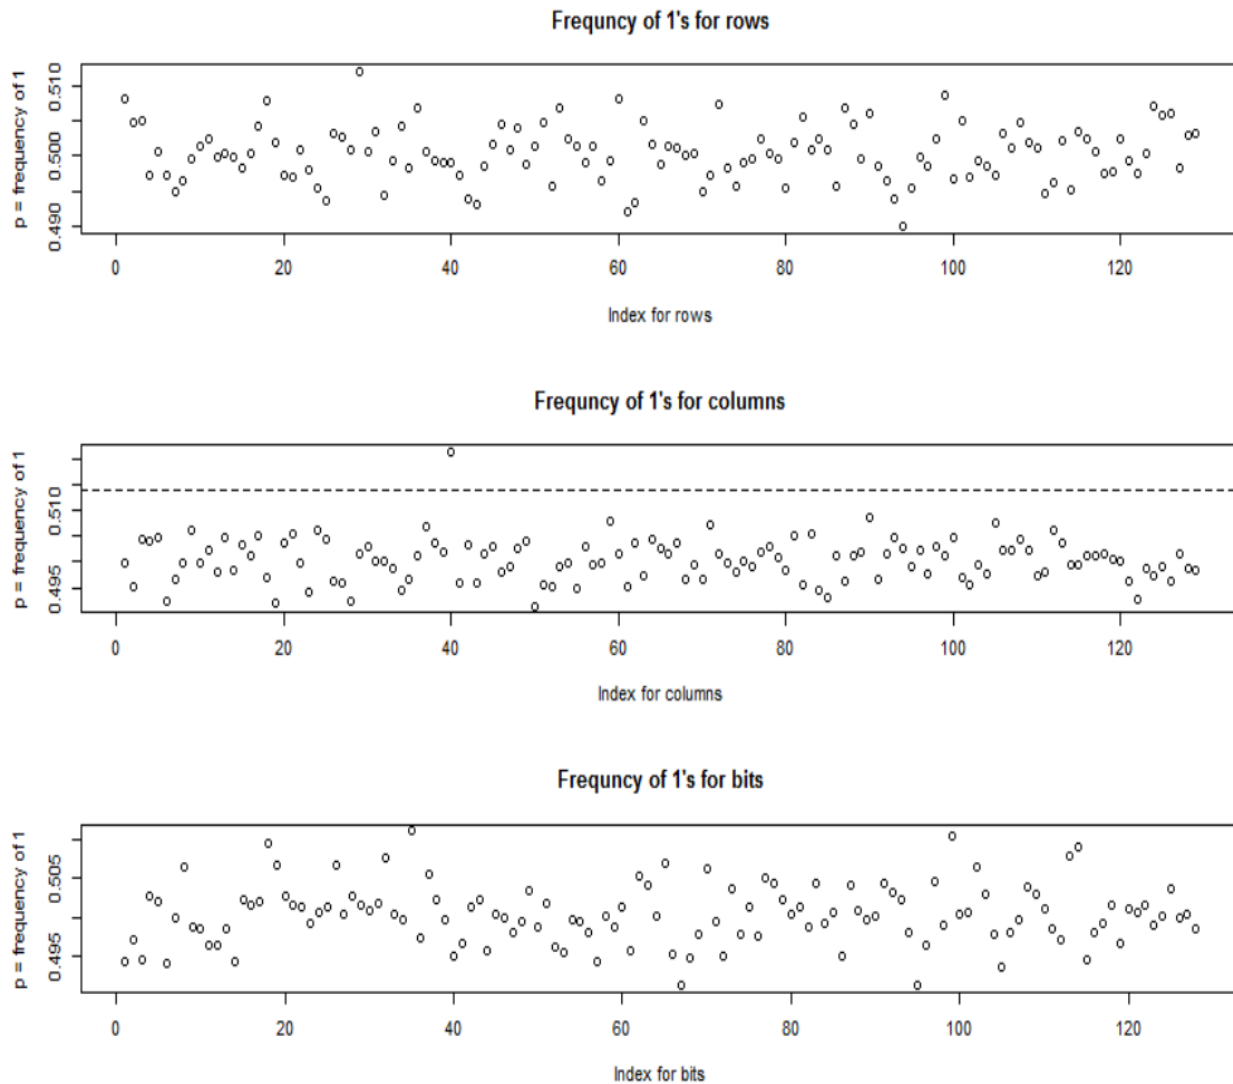 Frequncy of 1's for rows
p = frequency of 1
0.510
0.500
0.490
0 20 40 60 80 100 120
Index for rows
Frequncy of 1's for columns
p = frequency of 1
0.510
0.495
0 20 40 60 80 100 120
Index for columns
Frequncy of 1's for bits
p = frequency of 1
0.505
0.495
0 20 40 60 80 100 120
Index for bits